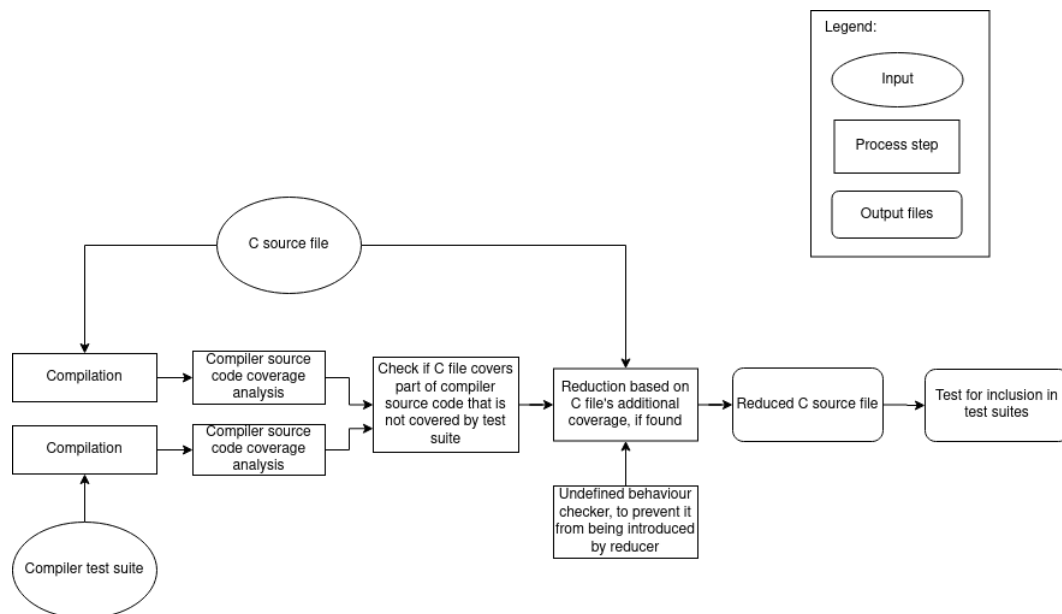 Legend:
Input
Process step
Output files
C source file
Compilation
Compiler source
code coverage
analysis
Check if C file covers
part of compiler
source code that is
not covered by test
suite
Reduction based on
C file's additional
coverage, if found
Reduced C source file
Test for inclusion in
test suites
Compilation
Compiler source
code coverage
analysis
Undefined behaviour
checker, to prevent it
from being introduced
by reducer
Compiler test suite